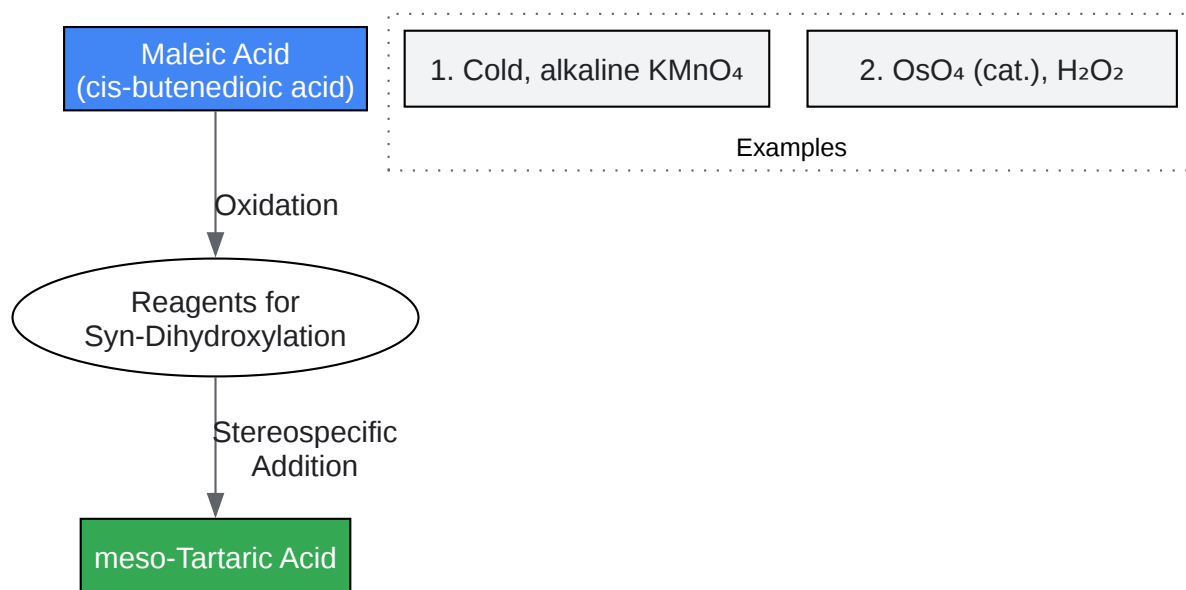 Maleic Acid
(cis-butenedioic acid)
1. Cold, alkaline KMnO₄
2. OsO₄ (cat.), H₂O₂
Examples
Oxidation
Reagents for
Syn-Dihydroxylation
Stereospecific
Addition
meso-Tartaric Acid